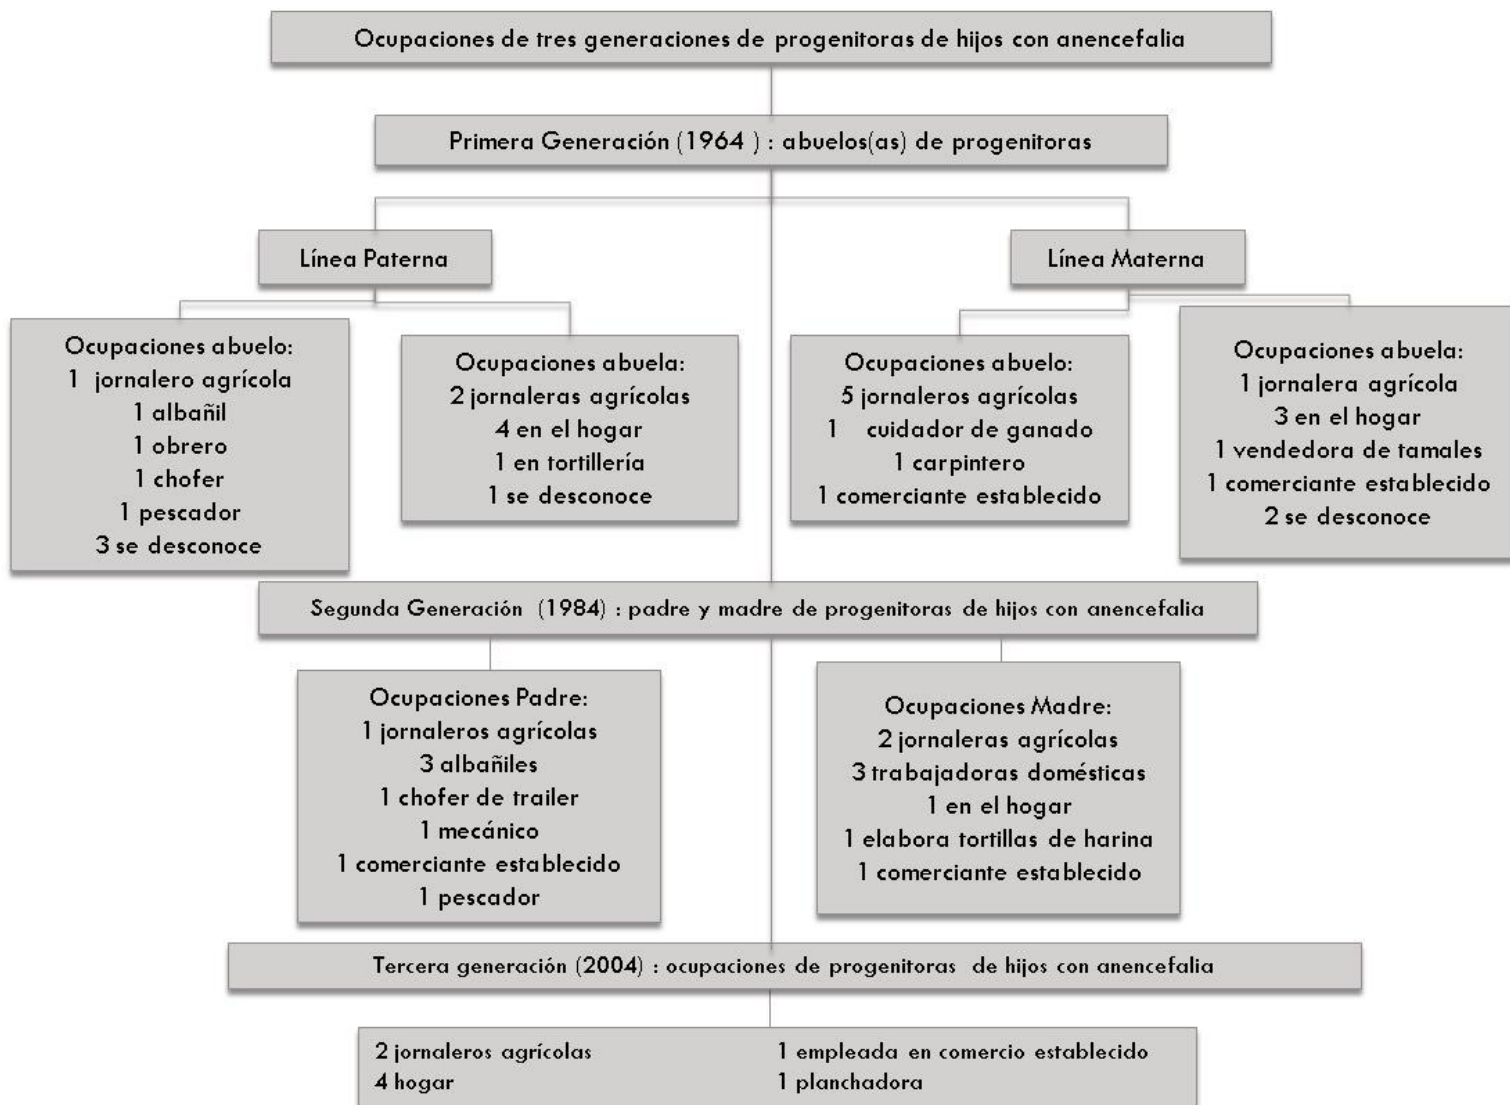 Ocupaciones de tres generaciones de progenitoras de hijos con anencefalia
Primera Generación (1964 ) : abuelos(as) de progenitoras
Línea Paterna
Línea Materna
Ocupaciones abuelo:
1 jornalero agrícola
1 albañil
1 obrero
1 chofer
1 pescador
3 se desconoce
Ocupaciones abuela:
2 jornaleras agrícolas
4 en el hogar
1 en tortillería
1 se desconoce
Ocupaciones abuelo:
5 jornaleros agrícolas
1 cuidador de ganado
1 carpintero
1 comerciante establecido
Ocupaciones abuela:
1 jornalera agrícola
3 en el hogar
1 vendedora de tamales
1 comerciante establecido
2 se desconoce
Segunda Generación (1984) : padre y madre de progenitoras de hijos con anencefalia
Ocupaciones Padre:
1 jornaleros agrícolas
3 albañiles
1 chofer de trailer
1 mecánico
1 comerciante establecido
1 pescador
Ocupaciones Madre:
2 jornaleras agrícolas
3 trabajadoras domésticas
1 en el hogar
1 elabora tortillas de harina
1 comerciante establecido
Tercera generación (2004) : ocupaciones de progenitoras de hijos con anencefalia
2 jornaleros agrícolas
4 hogar
1 empleada en comercio establecido
1 planchadora